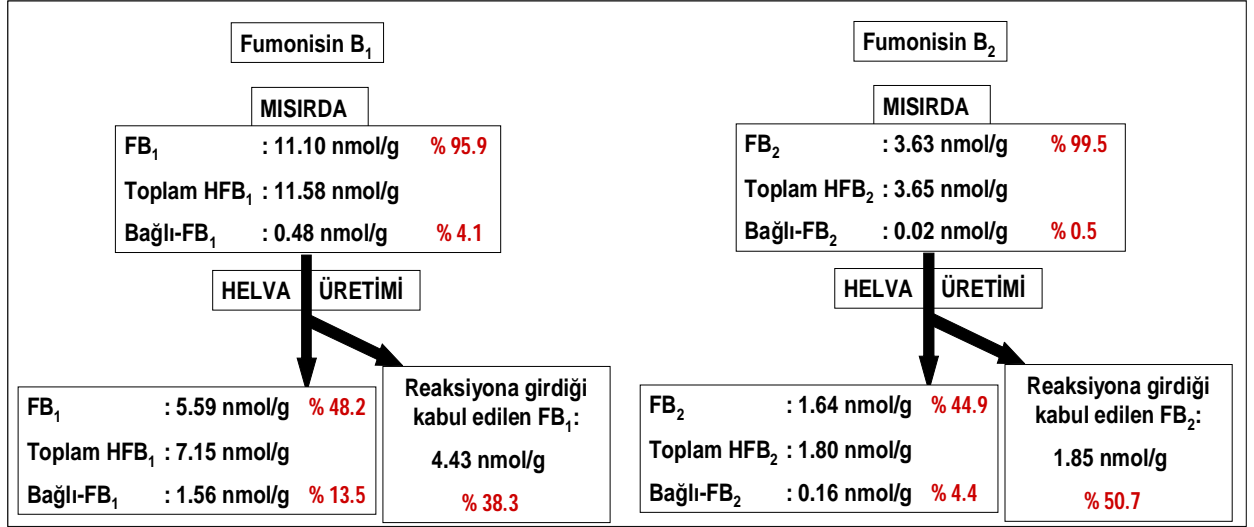 Fumonisin B₁
MISIRDA
FB₁ : 11.10 nmol/g % 95.9
Toplam HFB₁ : 11.58 nmol/g
Bağlı-FB₁ : 0.48 nmol/g % 4.1
HELVA ÜRETİMİ
FB₁ : 5.59 nmol/g % 48.2
Toplam HFB₁ : 7.15 nmol/g
Bağlı-FB₁ : 1.56 nmol/g % 13.5
Reaksiyona girdiği
kabul edilen FB₁:
4.43 nmol/g
% 38.3
Fumonisin B₂
MISIRDA
FB₂ : 3.63 nmol/g % 99.5
Toplam HFB₂ : 3.65 nmol/g
Bağlı-FB₂ : 0.02 nmol/g % 0.5
HELVA ÜRETİMİ
FB₂ : 1.64 nmol/g % 44.9
Toplam HFB₂ : 1.80 nmol/g
Bağlı-FB₂ : 0.16 nmol/g % 4.4
Reaksiyona girdiği
kabul edilen FB₂:
1.85 nmol/g
% 50.7